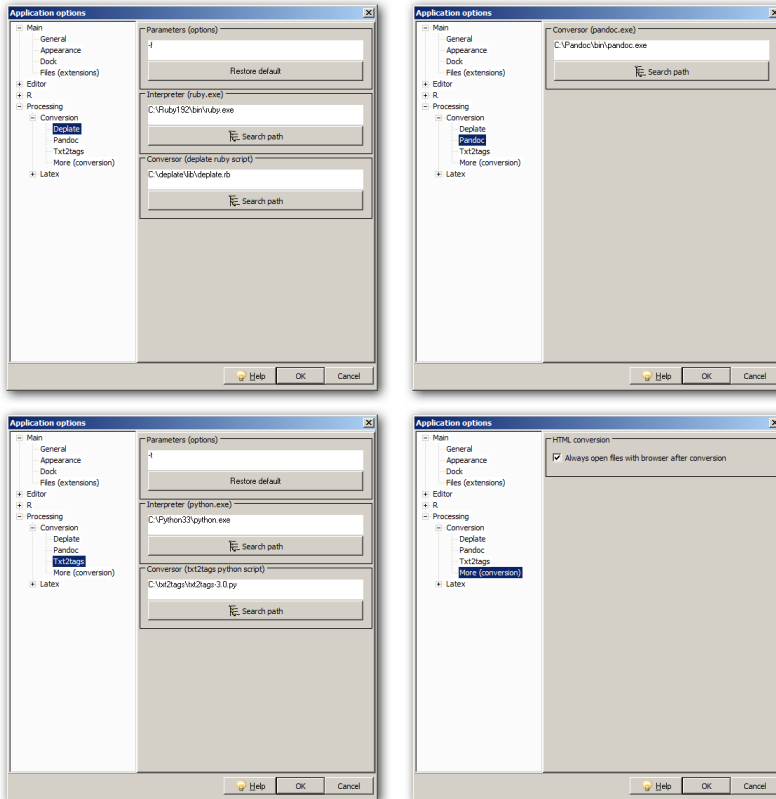 Application options
Main
General
Appearance
Dock
Files (extensions)
Editor
R
Processing
Conversion
Deplate
Pandoc
Txt2tags
More (conversion)
Latex
Parameters (options)
Restore default
Interpreter (ruby.exe)
C:\Ruby192\bin\ruby.exe
Search path
Conversor (deplate ruby script)
C:\deplate\lib\deplate.rb
Search path
Help OK Cancel
Application options
Main
General
Appearance
Dock
Files (extensions)
Editor
R
Processing
Conversion
Deplate
Pandoc
Txt2tags
More (conversion)
Latex
Conversor (pandoc.exe)
C:\Pandoc\bin\pandoc.exe
Search path
Help OK Cancel
Application options
Main
General
Appearance
Dock
Files (extensions)
Editor
R
Processing
Conversion
Deplate
Pandoc
Txt2tags
More (conversion)
Latex
Parameters (options)
Restore default
Interpreter (python.exe)
C:\Python33\python.exe
Search path
Conversor (txt2tags python script)
C:\txt2tags\txt2tags-3.0.py
Search path
Help OK Cancel
Application options
Main
General
Appearance
Dock
Files (extensions)
Editor
R
Processing
Conversion
Deplate
Pandoc
Txt2tags
More (conversion)
Latex
HTML conversion
Always open files with browser after conversion
Help OK Cancel